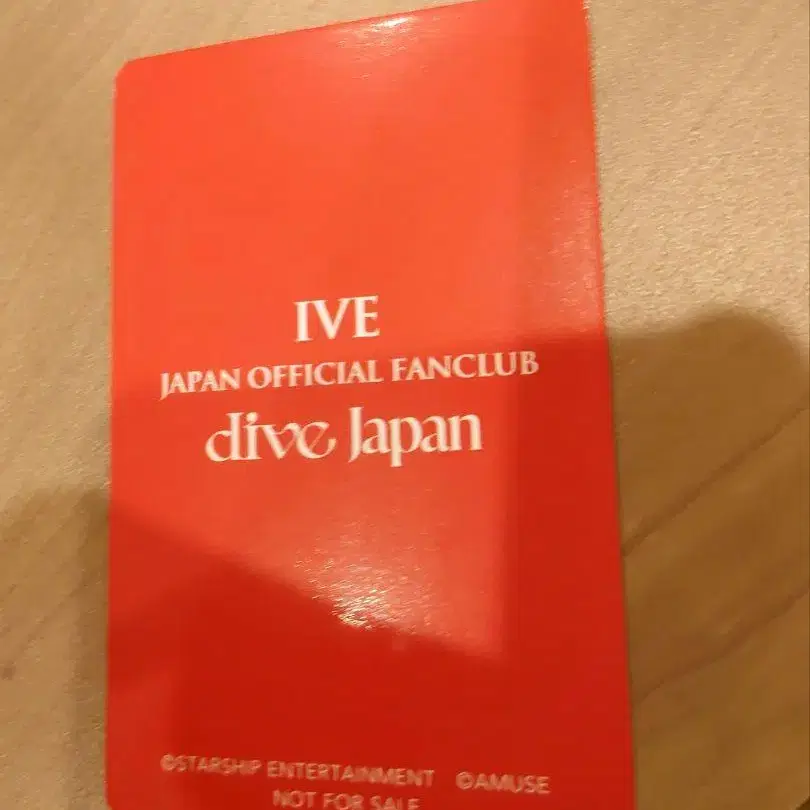 IVE
JAPAN OFFICIAL FANCLUB
dive Japan
©STARSHIP ENTERTAINMENT ©AMUSE
NOT FOR SALE